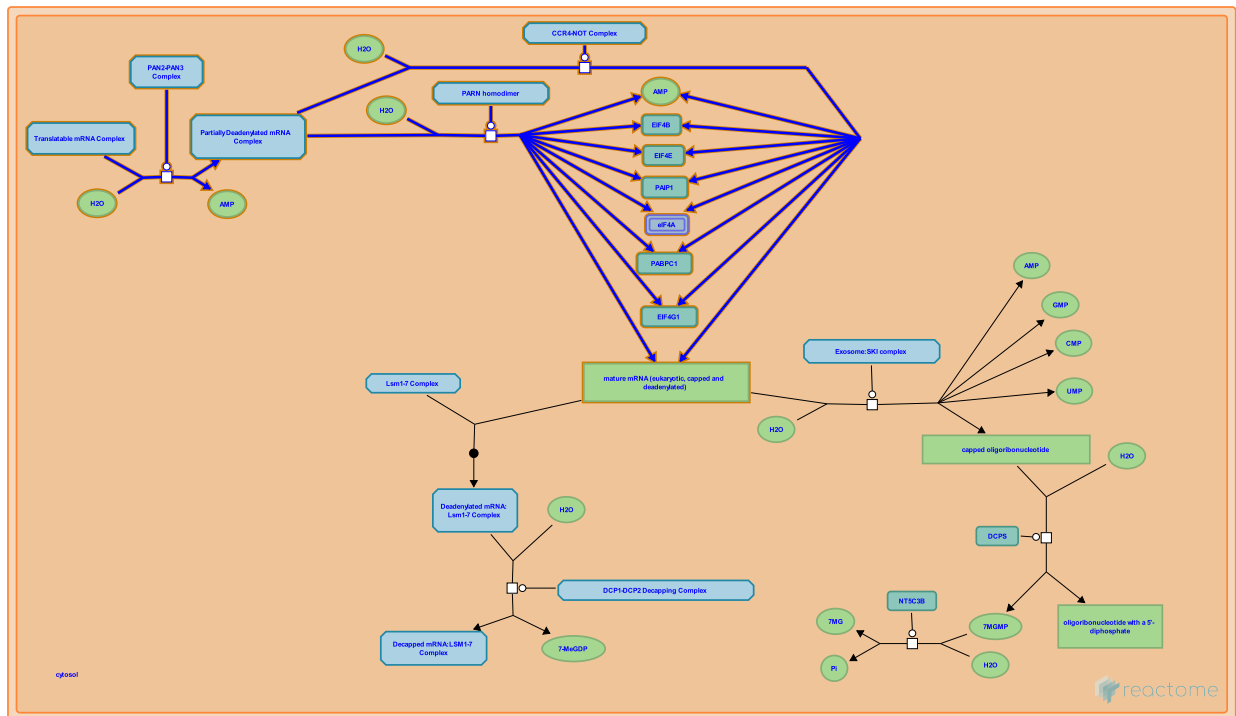 CCR4-NOT Complex
H2O
PAN2-PAN3
Complex
PARN homodimer
AMP
H2O
EIF4B
Translatable mRNA Complex
Partially Deadenylated mRNA
Complex
EIF4E
PAIP1
H2O
AMP
eIF4A
PABPC1
AMP
GMP
EIF4G1
CMP
Exosome:SKI complex
Lsm1-7 Complex
mature mRNA (eukaryotic, capped and
deadenylated)
UMP
H2O
capped oligoribonucleotide
H2O
Deadenylated mRNA:
Lsm1-7 Complex
H2O
DCPS
DCP1-DCP2 Decapping Complex
NT5C3B
7MG
7MGMP
oligoribonucleotide with a 5'-
diphosphate
Decapped mRNA:LSM1-7
Complex
7-MeGDP
Pi
H2O
cytosol
reactome